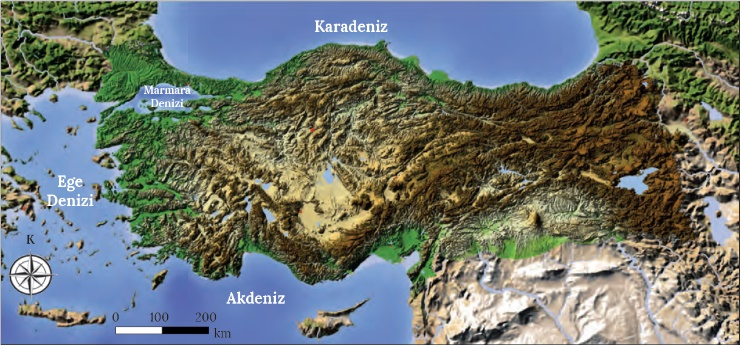 Karadeniz
Marmara
Denizi
Ege
Denizi
K
Akdeniz
0 100 200
km